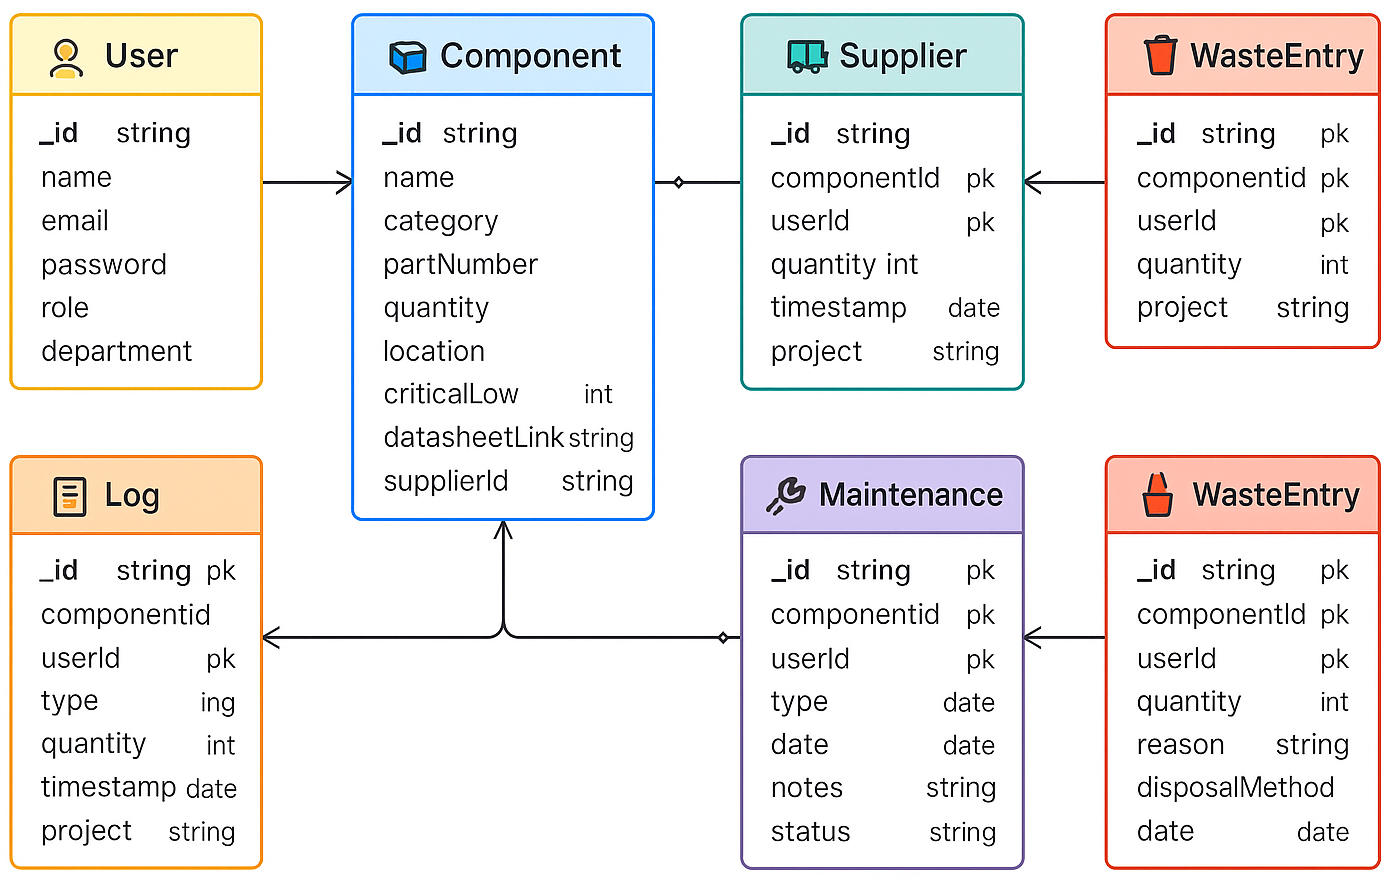 User
_id string
name
email
password
role
department
Component
_id string
name
category
partNumber
quantity
location
criticalLow int
datasheetLink string
supplierId string
Supplier
_id string
componentId pk
userId pk
quantity int
timestamp date
project string
WasteEntry
_id string pk
componentid pk
userId pk
quantity int
project string
Log
_id string pk
componentid
userId pk
type ing
quantity int
timestamp date
project string
Maintenance
_id string pk
componentid pk
userId pk
type date
date date
notes string
status string
WasteEntry
_id string pk
componentId pk
userId pk
quantity int
reason string
disposalMethod
date date